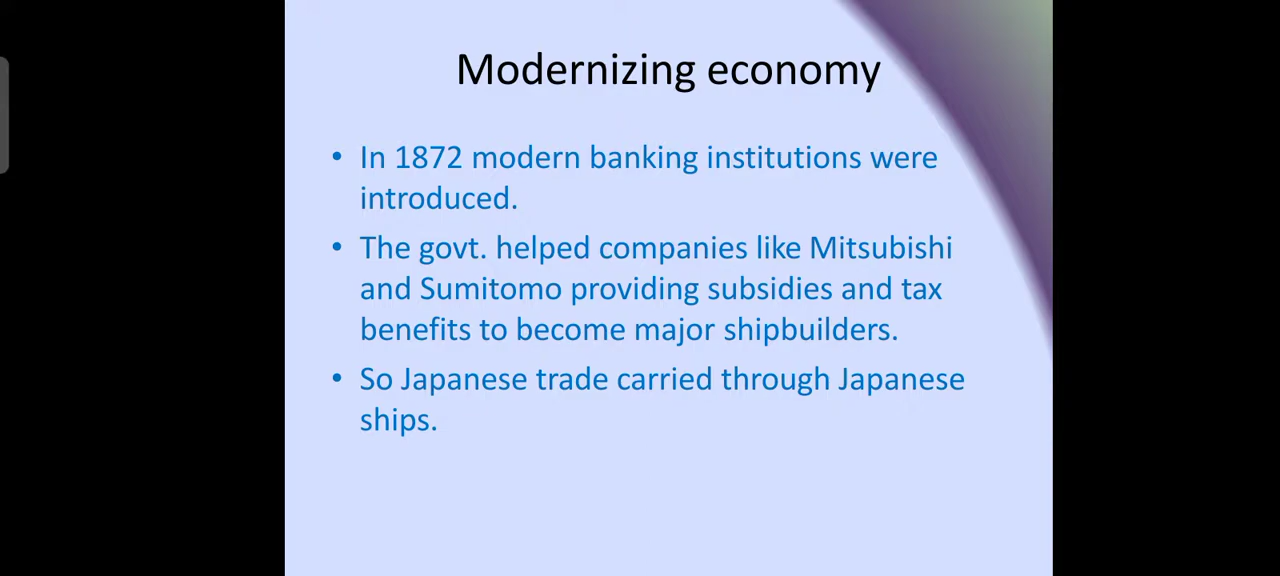 Modernizing economy
• In 1872 modern banking institutions were
introduced.
• The govt. helped companies like Mitsubishi
and Sumitomo providing subsidies and tax
benefits to become major shipbuilders.
• So Japanese trade carried through Japanese
ships.